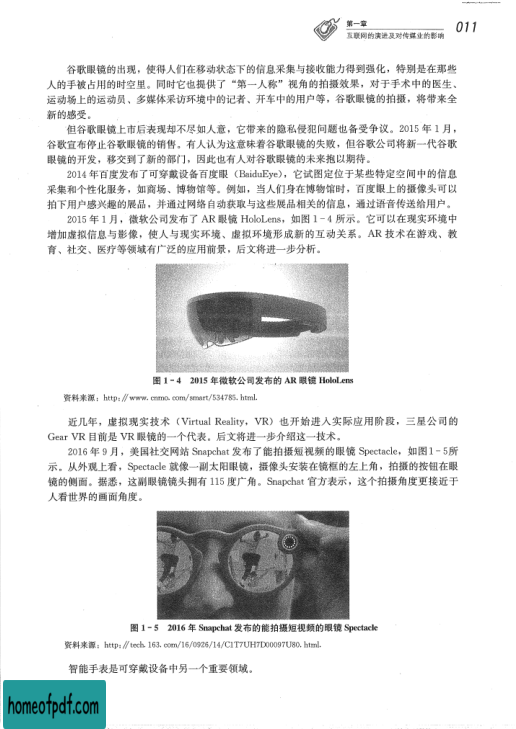 第一章
互联网的演进及对传媒业的影响
011
谷歌眼镜的出现，使得人们在移动状态下的信息采集与接收能力得到强化，特别是在那些
人的手被占用的时空里。同时它也提供了“第一人称”视角的拍摄效果，对于手术中的医生、
运动场上的运动员、多媒体采访环境中的记者、开车中的用户等，谷歌眼镜的拍摄，将带来全
新的感受。
但谷歌眼镜上市后表现却不尽如人意，它带来的隐私侵犯问题也备受争议。2015 年 1 月，
谷歌宣布停止谷歌眼镜的销售。有人认为这意味着谷歌眼镜的失败，但谷歌公司将新一代谷歌
眼镜的开发，移交到了新的部门，因此也有人对谷歌眼镜的未来抱以期待。
2014 年百度发布了可穿戴设备百度眼（BaiduEye），它试图定位于某些特定空间中的信息
采集和个性化服务，如商场、博物馆等。例如，当人们身在博物馆时，百度眼上的摄像头可以
拍下用户感兴趣的展品，并通过网络自动获取与这些展品相关的信息，通过语音传送给用户。
2015 年 1 月，微软公司发布了 AR 眼镜 HoloLens，如图 1-4 所示。它可以在现实环境中
增加虚拟信息与影像，使人与现实环境、虚拟环境形成新的互动关系。AR 技术在游戏、教
育、社交、医疗等领域有广泛的应用前景，后文将进一步分析。
图 1-4 2015 年微软公司发布的 AR 眼镜 HoloLens
资料来源：http://www.cnmo.com/smart/534785.html.
近几年，虚拟现实技术（Virtual Reality，VR）也开始进入实际应用阶段，三星公司的
Gear VR 目前是 VR 眼镜的一个代表。后文将进一步介绍这一技术。
2016 年 9 月，美国社交网站 Snapchat 发布了能拍摄短视频的眼镜 Spectacle，如图1-5所
示。从外观上看，Spectacle 就像一副太阳眼镜，摄像头安装在镜框的左上角，拍摄的按钮在眼
镜的侧面。据悉，这副眼镜镜头拥有 115 度广角。Snapchat 官方表示，这个拍摄角度更接近于
人看世界的画面角度。
图 1-5 2016 年 Snapchat 发布的能拍摄短视频的眼镜 Spectacle
资料来源：http://tech.163.com/16/0926/14/C1T7UH7D00097U80.html.
智能手表是可穿戴设备中另一个重要领域。
homeofpdf.com